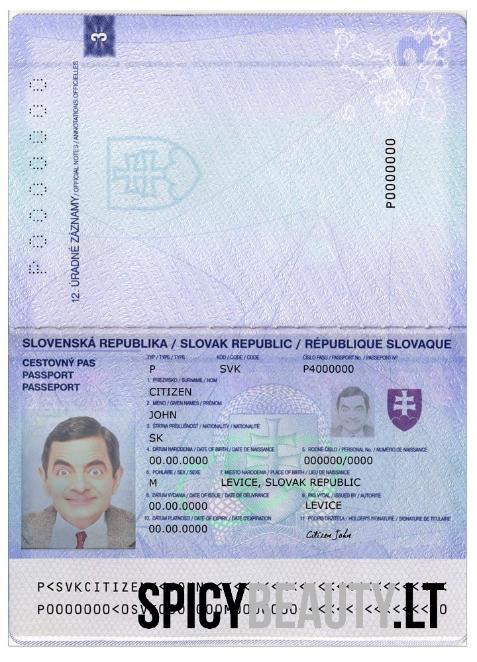 3
P0000000
P0000000
12. ÚRADNÉ ZÁZNAMY / OFFICIAL NOTES / ANNOTATIONS OFFICIELLES
SLOVENSKÁ REPUBLIKA / SLOVAK REPUBLIC / RÉPUBLIQUE SLOVAQUE
CESTOVNÝ PAS
PASSPORT
PASSEPORT
TYP / TYPE / TYPE KÓD / CODE / CODE ČÍSLO PASU / PASSPORT No. / PASSEPORT N°
P SVK P4000000
1. PRIEZVISKO / SURNAME / NOM
CITIZEN
2. MENO / GIVEN NAMES / PRÉNOM
JOHN
3. ŠTÁTNA PRÍSLUŠNOSŤ / NATIONALITY / NATIONALITÉ
SK
4. DÁTUM NARODENIA / DATE OF BIRTH / DATE DE NAISSANCE 5. RODNÉ ČÍSLO / PERSONAL No. / NUMÉRO DE NAISSANCE
00.00.0000 000000/0000
6. POHLAVIE / SEX / SEXE 7. MIESTO NARODENIA / PLACE OF BIRTH / LIEU DE NAISSANCE
M LEVICE, SLOVAK REPUBLIC
8. DÁTUM VYDANIA / DATE OF ISSUE / DATE DE DÉLIVRANCE 9. PAS VYDAL / ISSUED BY / AUTORITÉ
00.00.0000 LEVICE
10. DÁTUM PLATNOSTI / DATE OF EXPIRY / DATE D'EXPIRATION 11. PODPIS DRŽITEĽA / HOLDER'S SIGNATURE / SIGNATURE DE TITULAIRE
00.00.0000 Citizen John
P<SVKCITIZEN
P0000000<0SV
SPICYBEAUTY.LT